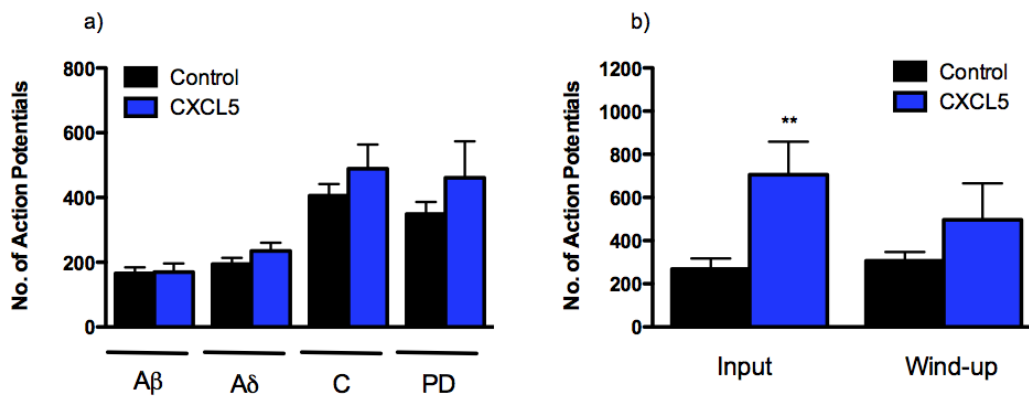 a)
No. of Action Potentials
800
600
400
200
0
Control
CXCL5
Aβ
Aδ
C
PD
b)
No. of Action Potentials
1200
1000
800
600
400
200
0
Control
CXCL5
**
Input
Wind-up